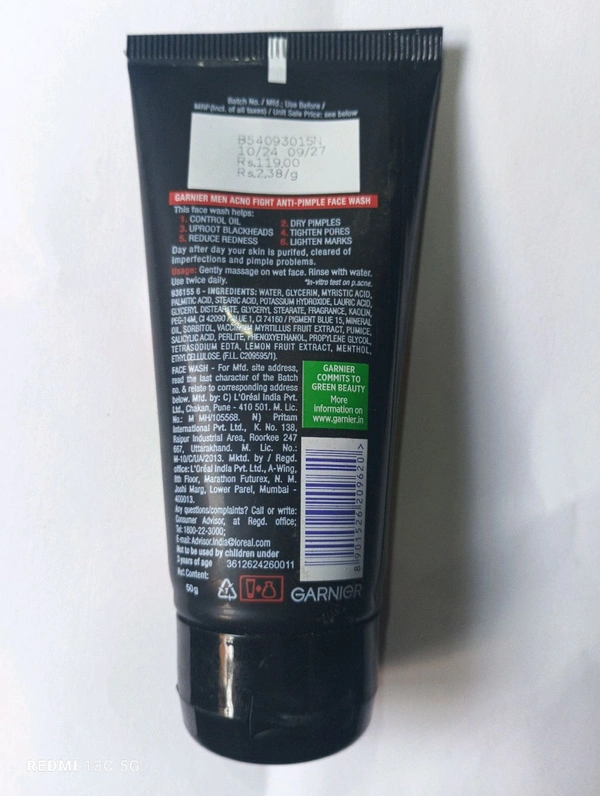 Batch No. / Mfd.; Use Before /
MRP(Incl. of all taxes) / Unit Sale Price: see below
B54093015N
10/24 09/27
Rs.119.00
Rs.2.38/g
GARNIER MEN ACNO FIGHT ANTI-PIMPLE FACE WASH
This face wash helps:
1. CONTROL OIL 2. DRY PIMPLES
3. UPROOT BLACKHEADS 4. TIGHTEN PORES
5. REDUCE REDNESS 6. LIGHTEN MARKS
Day after day your skin is purifed, cleared of
imperfections and pimple problems.
Usage: Gently massage on wet face. Rinse with water.
Use twice daily. *In-vitro test on p.acne.
836155 6 - INGREDIENTS: WATER, GLYCERIN, MYRISTIC ACID,
PALMITIC ACID, STEARIC ACID, POTASSIUM HYDROXIDE, LAURIC ACID,
GLYCERYL DISTEARATE, GLYCERYL STEARATE, FRAGRANCE, KAOLIN,
PEG-14M, CI 42090 / BLUE 1, CI 74160 / PIGMENT BLUE 15, MINERAL
OIL, SORBITOL, VACCINIUM MYRTILLUS FRUIT EXTRACT, PUMICE,
SALICYLIC ACID, PERLITE, PHENOXYETHANOL, PROPYLENE GLYCOL,
TETRASODIUM EDTA, LEMON FRUIT EXTRACT, MENTHOL,
ETHYLCELLULOSE. (F.I.L. C209595/1).
FACE WASH - For Mfd. site address,
read the last character of the Batch
no. & relate to corresponding address
below. Mfd. by: C) L'Oréal India Pvt.
Ltd., Chakan, Pune - 410 501. M. Lic.
No.: M MH/105568. N) Pritam
International Pvt. Ltd., K. No. 138,
Raipur Industrial Area, Roorkee 247
667, Uttarakhand. M. Lic. No.:
M-10/C/UA/2013. Mktd. by / Regd.
office: L'Oréal India Pvt. Ltd., A-Wing,
8th Floor, Marathon Futurex, N. M.
Joshi Marg, Lower Parel, Mumbai -
400013.
Any questions/complaints? Call or write:
Consumer Advisor, at Regd. office;
Tel: 1800-22-3000;
E-mail: Advisor.India@loreal.com
Not to be used by children under
3 years of age 3612624260011
Net Content:
50g
GARNIER
COMMITS TO
GREEN BEAUTY
More
information on
www.garnier.in
8 901526 209620 >
GARNIER
REDMI 13C 5G